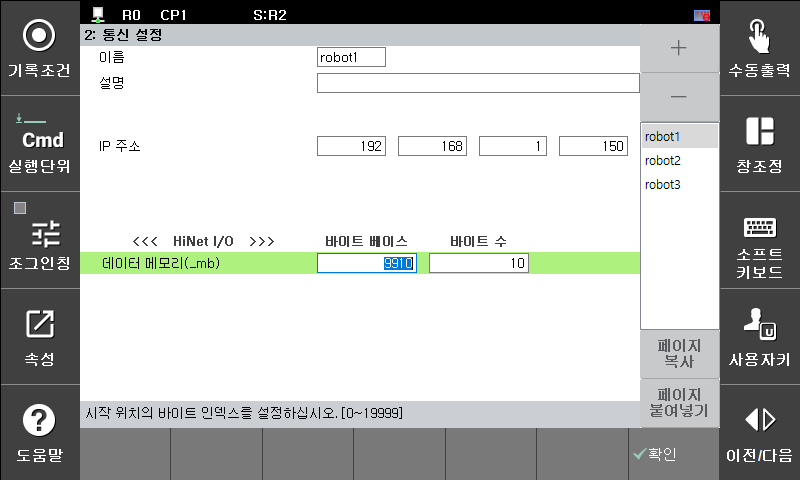 R0 CP1 S:R2
2: 통신 설정
기록조건
Cmd
실행단위
조그인칭
속성
도움말
이름 robot1
설명
IP 주소 192 168 1 150
<<< HiNet I/O >>> 바이트 베이스 바이트 수
데이터 메모리(_mb) 9910 10
시작 위치의 바이트 인덱스를 설정하십시오.[0~19999]
+
-
robot1
robot2
robot3
페이지
복사
페이지
붙여넣기
확인
수동출력
창조정
소프트
키보드
U
사용자키
이전/다음